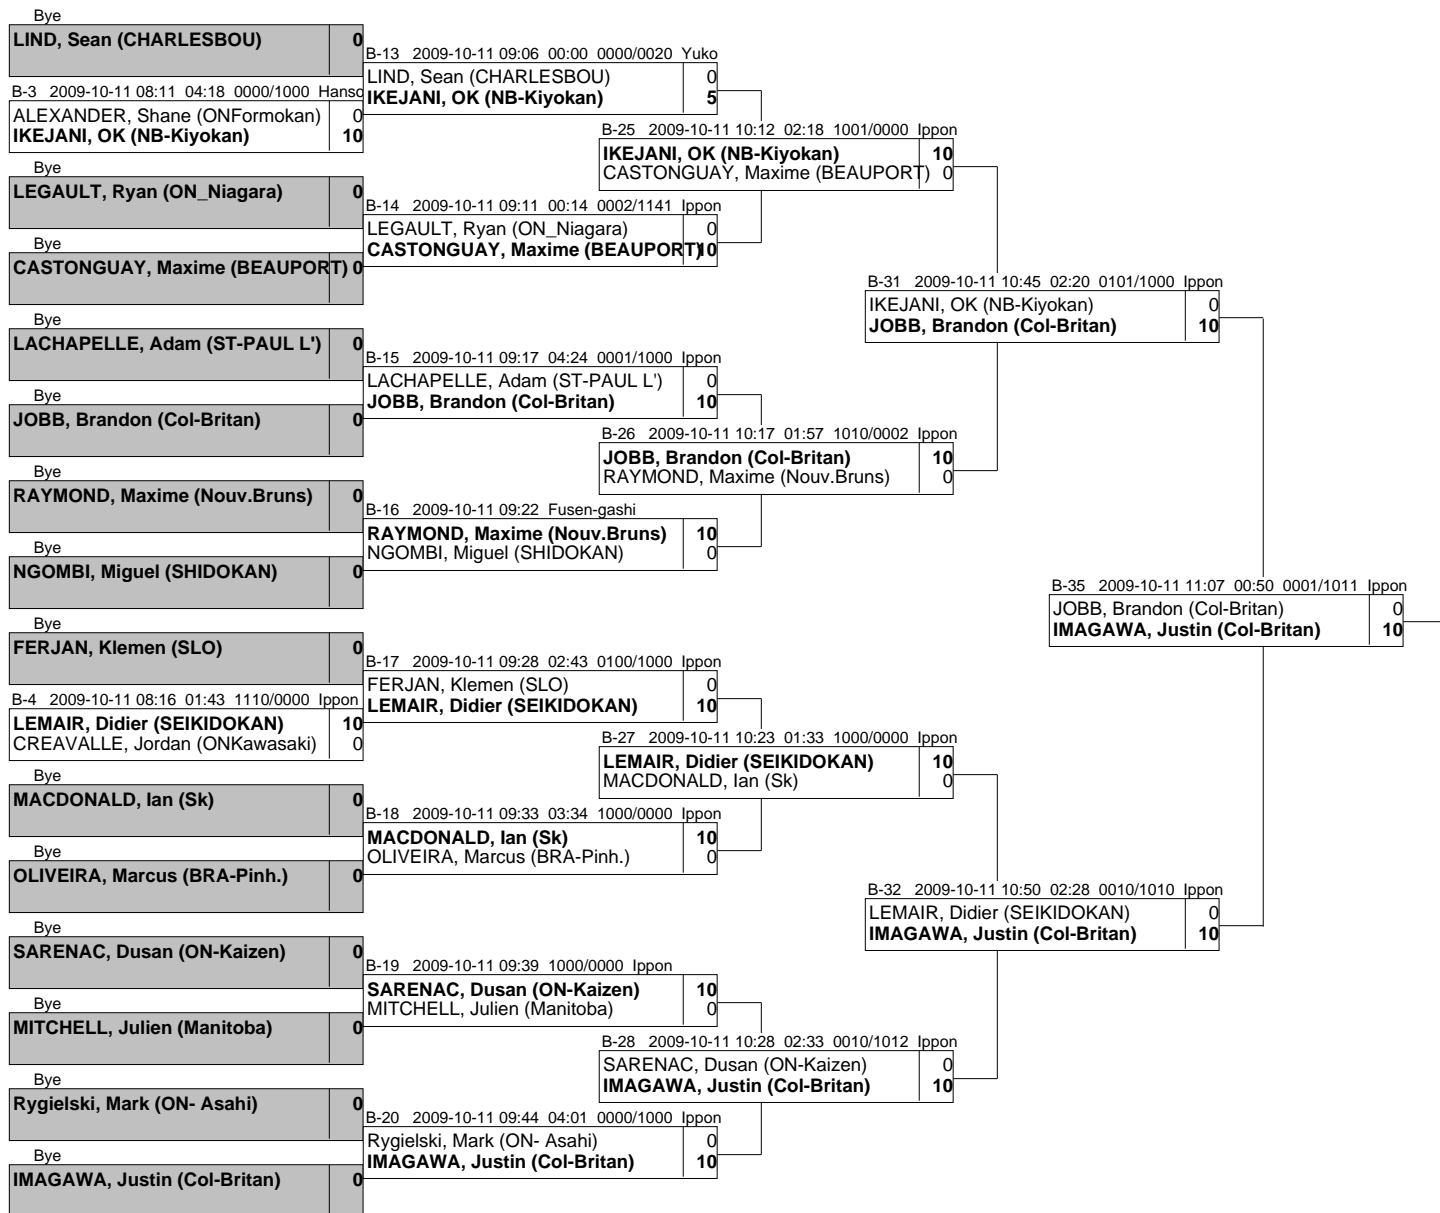 Bye
LIND, Sean (CHARLESBOU) 0
B-3 2009-10-11 08:11 04:18 0000/1000 Hanso
ALEXANDER, Shane (ONFormokan) 0
IKEJANI, OK (NB-Kiyokan) 10
Bye
LEGAULT, Ryan (ON_Niagara) 0
Bye
CASTONGUAY, Maxime (BEAUPORT) 0
Bye
LACHAPELLE, Adam (ST-PAUL L') 0
Bye
JOBB, Brandon (Col-Britan) 0
Bye
RAYMOND, Maxime (Nouv.Bruns) 0
Bye
NGOMBI, Miguel (SHIDOKAN) 0
Bye
FERJAN, Klemen (SLO) 0
B-4 2009-10-11 08:16 01:43 1110/0000 Ippon
LEMAIR, Didier (SEIKIDOKAN) 10
CREAVALLE, Jordan (ONKawasaki) 0
Bye
MACDONALD, Ian (Sk) 0
Bye
OLIVEIRA, Marcus (BRA-Pinh.) 0
Bye
SARENAC, Dusan (ON-Kaizen) 0
Bye
MITCHELL, Julien (Manitoba) 0
Bye
Rygielski, Mark (ON- Asahi) 0
Bye
IMAGAWA, Justin (Col-Britan) 0
B-13 2009-10-11 09:06 00:00 0000/0020 Yuko
LIND, Sean (CHARLESBOU) 0
IKEJANI, OK (NB-Kiyokan) 5
B-14 2009-10-11 09:11 00:14 0002/1141 Ippon
LEGAULT, Ryan (ON_Niagara) 0
CASTONGUAY, Maxime (BEAUPORT) 10
B-15 2009-10-11 09:17 04:24 0001/1000 Ippon
LACHAPELLE, Adam (ST-PAUL L') 0
JOBB, Brandon (Col-Britan) 10
B-16 2009-10-11 09:22 Fusen-gashi
RAYMOND, Maxime (Nouv.Bruns) 10
NGOMBI, Miguel (SHIDOKAN) 0
B-17 2009-10-11 09:28 02:43 0100/1000 Ippon
FERJAN, Klemen (SLO) 0
LEMAIR, Didier (SEIKIDOKAN) 10
B-18 2009-10-11 09:33 03:34 1000/0000 Ippon
MACDONALD, Ian (Sk) 10
OLIVEIRA, Marcus (BRA-Pinh.) 0
B-19 2009-10-11 09:39 1000/0000 Ippon
SARENAC, Dusan (ON-Kaizen) 10
MITCHELL, Julien (Manitoba) 0
B-20 2009-10-11 09:44 04:01 0000/1000 Ippon
Rygielski, Mark (ON- Asahi) 0
IMAGAWA, Justin (Col-Britan) 10
B-25 2009-10-11 10:12 02:18 1001/0000 Ippon
IKEJANI, OK (NB-Kiyokan) 10
CASTONGUAY, Maxime (BEAUPORT) 0
B-26 2009-10-11 10:17 01:57 1010/0002 Ippon
JOBB, Brandon (Col-Britan) 10
RAYMOND, Maxime (Nouv.Bruns) 0
B-27 2009-10-11 10:23 01:33 1000/0000 Ippon
LEMAIR, Didier (SEIKIDOKAN) 10
MACDONALD, Ian (Sk) 0
B-28 2009-10-11 10:28 02:33 0010/1012 Ippon
SARENAC, Dusan (ON-Kaizen) 0
IMAGAWA, Justin (Col-Britan) 10
B-31 2009-10-11 10:45 02:20 0101/1000 Ippon
IKEJANI, OK (NB-Kiyokan) 0
JOBB, Brandon (Col-Britan) 10
B-32 2009-10-11 10:50 02:28 0010/1010 Ippon
LEMAIR, Didier (SEIKIDOKAN) 0
IMAGAWA, Justin (Col-Britan) 10
B-35 2009-10-11 11:07 00:50 0001/1011 Ippon
JOBB, Brandon (Col-Britan) 0
IMAGAWA, Justin (Col-Britan) 10